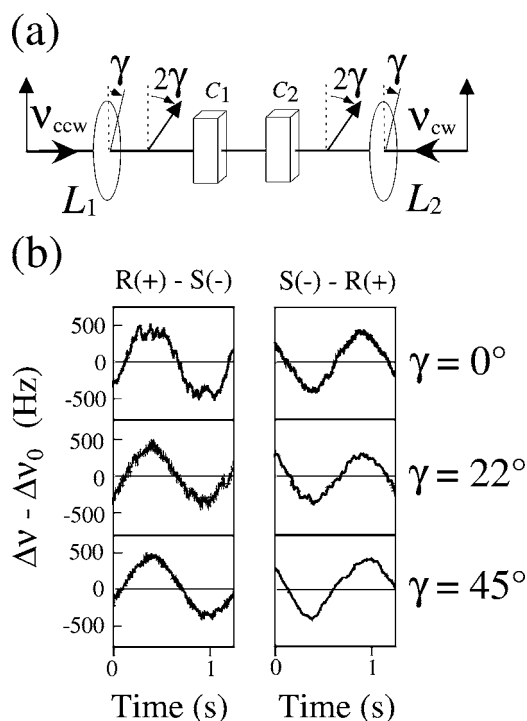 (a)
γ 2γ C1 C2 2γ γ
νccw νcw
L1 L2
(b)
R(+) - S(-) S(-) - R(+)
Δν - Δν0 (Hz)
500
0
-500
γ = 0°
500
0
-500
γ = 22°
500
0
-500
γ = 45°
0 1 0 1
Time (s) Time (s)